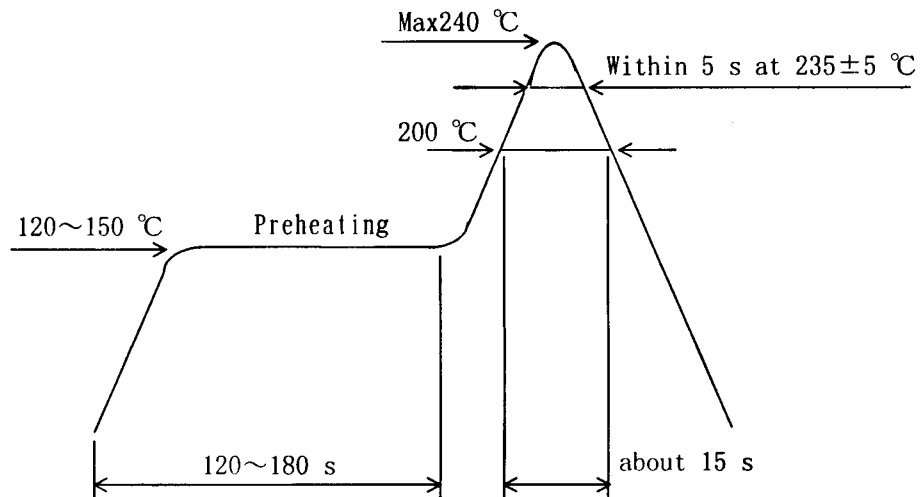 Max240 ℃
Within 5 s at 235±5 ℃
200 ℃
120～150 ℃
Preheating
120～180 s
about 15 s